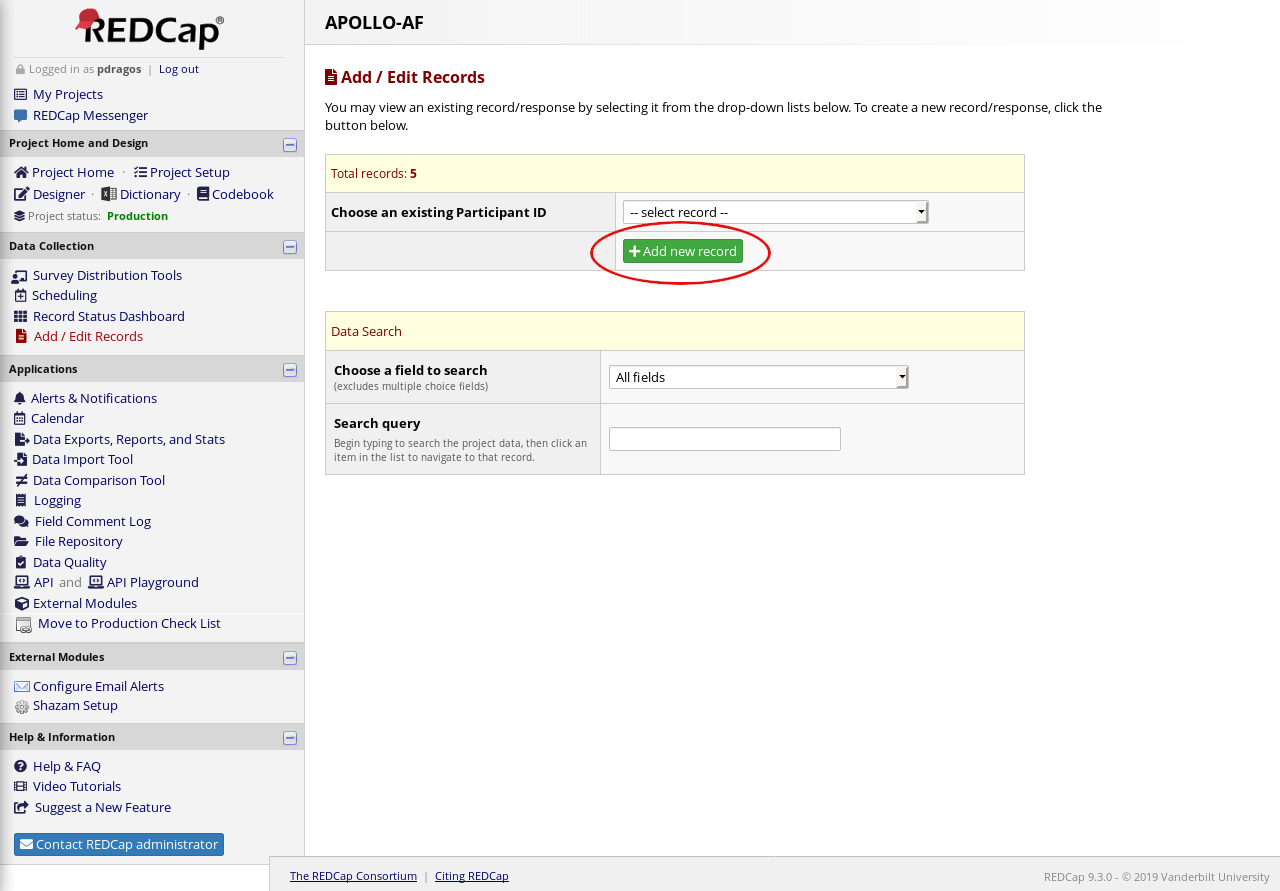 REDCap®
Logged in as pdragos | Log out
My Projects
REDCap Messenger
Project Home and Design
Project Home · Project Setup
Designer · Dictionary · Codebook
Project status: Production
Data Collection
Survey Distribution Tools
Scheduling
Record Status Dashboard
Add / Edit Records
Applications
Alerts & Notifications
Calendar
Data Exports, Reports, and Stats
Data Import Tool
Data Comparison Tool
Logging
Field Comment Log
File Repository
Data Quality
API and API Playground
External Modules
Move to Production Check List
External Modules
Configure Email Alerts
Shazam Setup
Help & Information
Help & FAQ
Video Tutorials
Suggest a New Feature
Contact REDCap administrator
APOLLO-AF
Add / Edit Records
You may view an existing record/response by selecting it from the drop-down lists below. To create a new record/response, click the
button below.
Total records: 5
Choose an existing Participant ID
-- select record --
Add new record
Data Search
Choose a field to search
(excludes multiple choice fields)
All fields
Search query
Begin typing to search the project data, then click an
item in the list to navigate to that record.
The REDCap Consortium | Citing REDCap
REDCap 9.3.0 - © 2019 Vanderbilt University